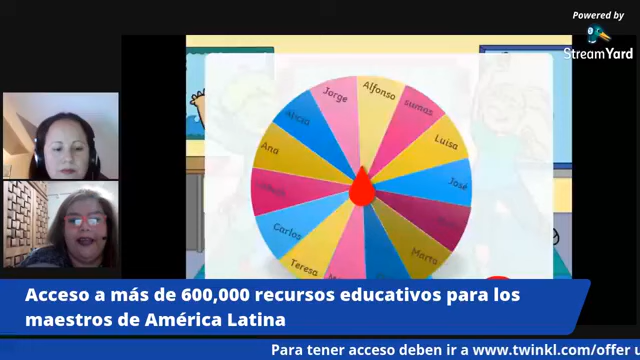 Powered by
StreamYard
Alfonso
sumas
Luisa
José
Marta
Teresa
Carlos
Ana
Alicia
Jorge
Acceso a más de 600,000 recursos educativos para los
maestros de América Latina
Para tener acceso deben ir a www.twinkl.com/offer u